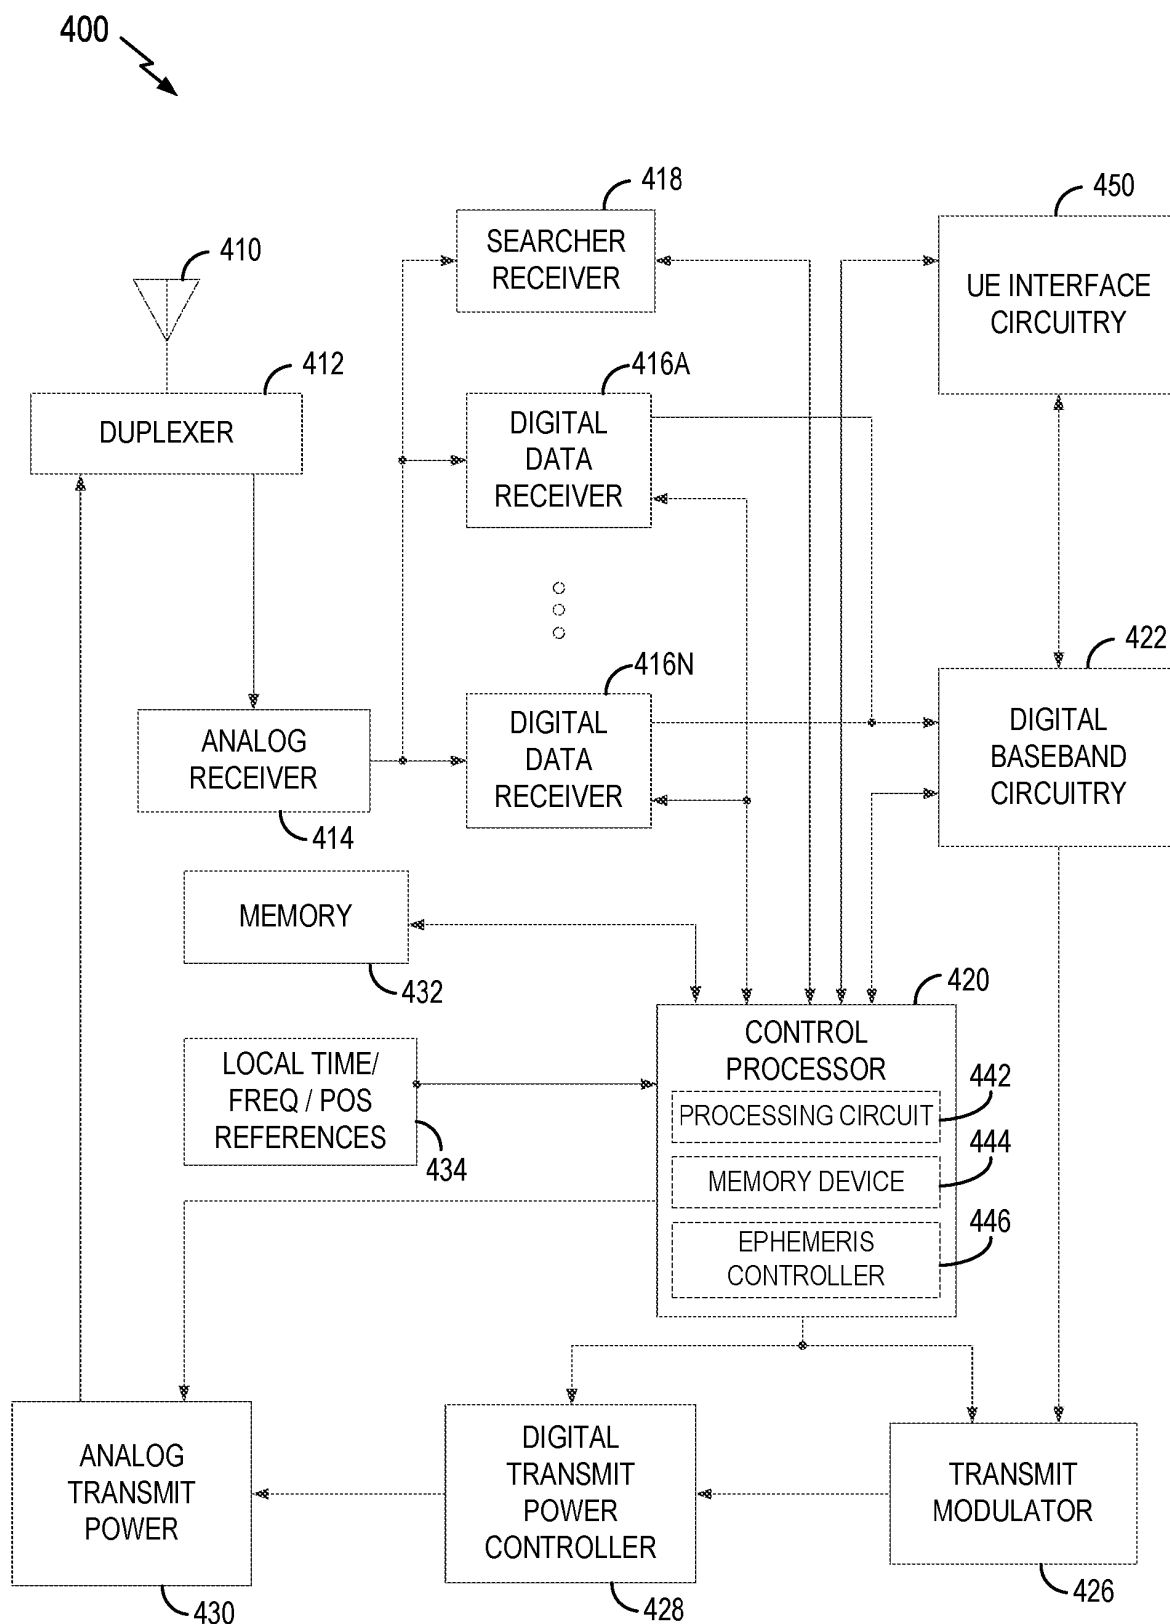 400
418
SEARCHER
RECEIVER
450
UE INTERFACE
CIRCUITRY
410
412
DUPLEXER
416A
DIGITAL
DATA
RECEIVER
416N
DIGITAL
DATA
RECEIVER
422
DIGITAL
BASEBAND
CIRCUITRY
ANALOG
RECEIVER
414
MEMORY
432
420
CONTROL
PROCESSOR
442
PROCESSING CIRCUIT
444
MEMORY DEVICE
446
EPHEMERIS
CONTROLLER
LOCAL TIME/
FREQ / POS
REFERENCES
434
ANALOG
TRANSMIT
POWER
430
DIGITAL
TRANSMIT
POWER
CONTROLLER
428
TRANSMIT
MODULATOR
426